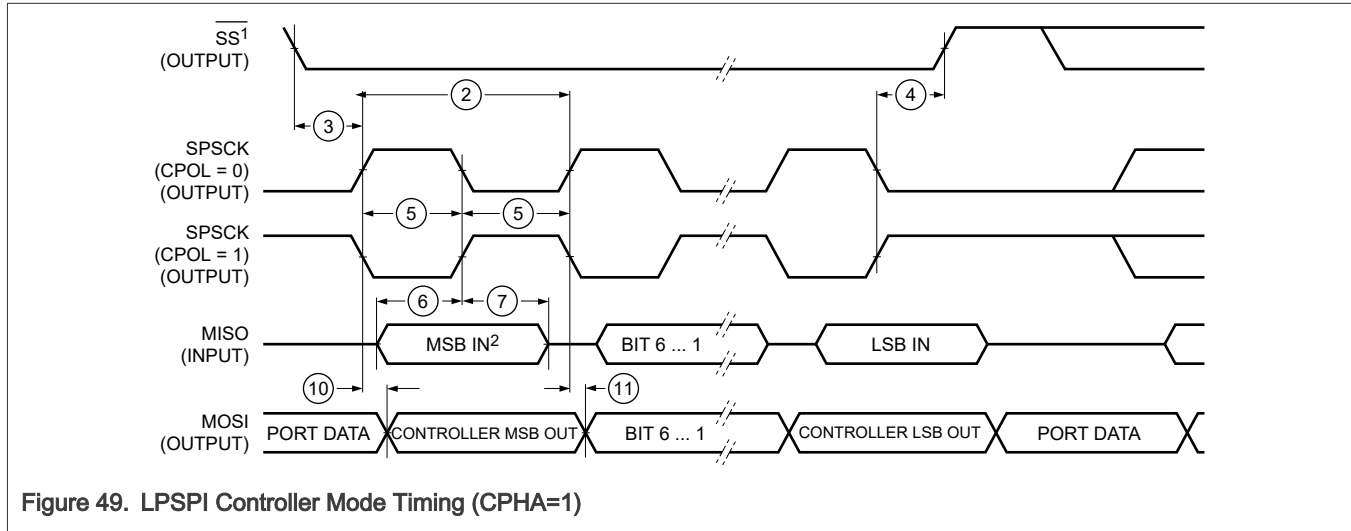 SS1
(OUTPUT)
2
4
3
SPSCK
(CPOL = 0)
(OUTPUT)
5
5
SPSCK
(CPOL = 1)
(OUTPUT)
6
7
MISO
(INPUT)
MSB IN2
BIT 6 ... 1
LSB IN
10
11
MOSI
(OUTPUT)
PORT DATA
CONTROLLER MSB OUT
BIT 6 ... 1
CONTROLLER LSB OUT
PORT DATA
Figure 49. LPSPI Controller Mode Timing (CPHA=1)